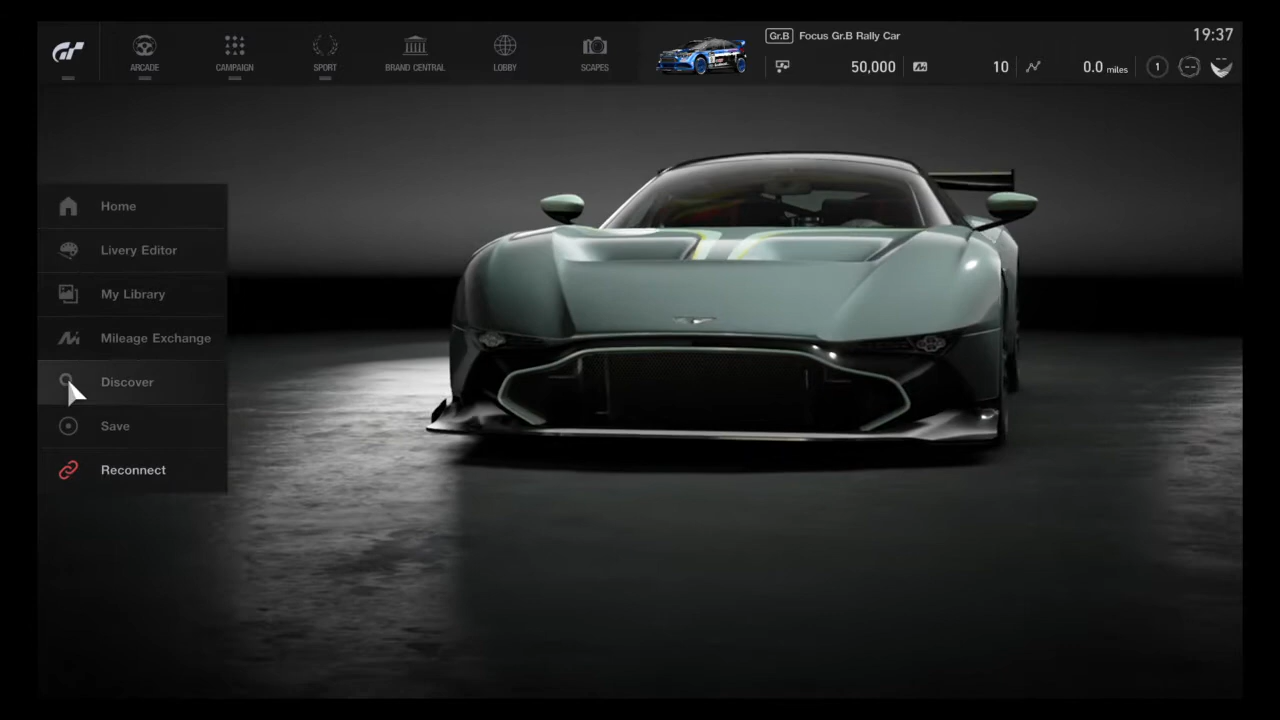 GT
ARCADE
CAMPAIGN
SPORT
BRAND CENTRAL
LOBBY
SCAPES
Gr.B Focus Gr.B Rally Car
19:37
50,000
10
0.0 miles
1
--
--
Home
Livery Editor
My Library
Mileage Exchange
Discover
Save
Reconnect